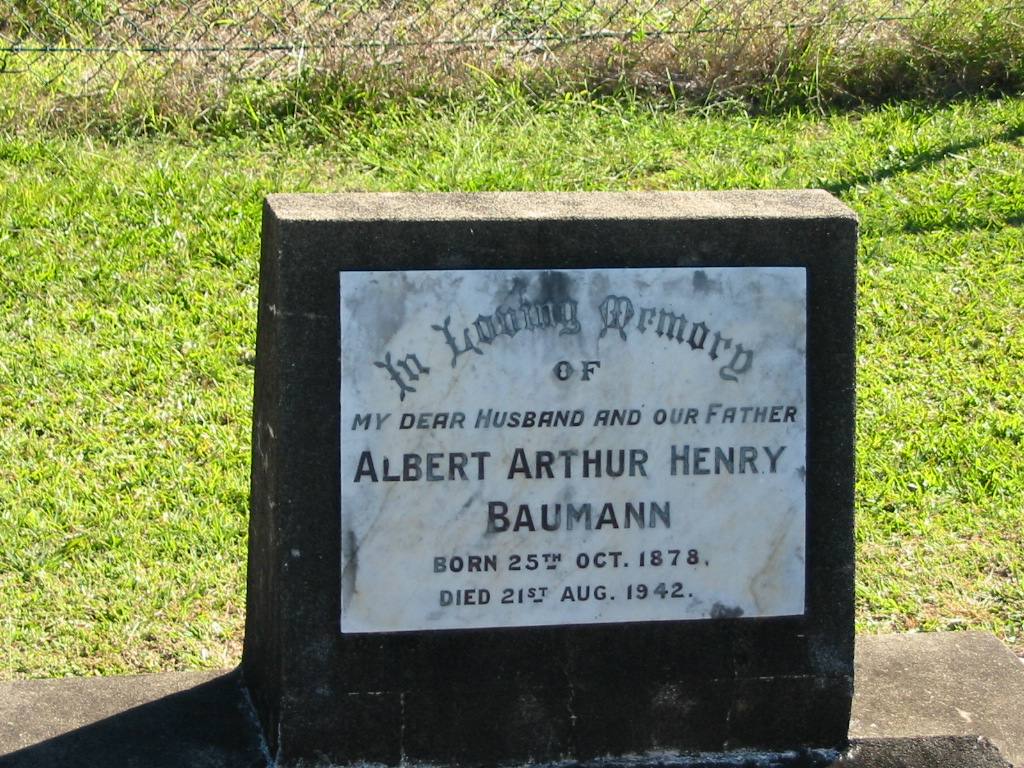 In Loving Memory
OF
MY DEAR HUSBAND AND OUR FATHER
ALBERT ARTHUR HENRY
BAUMANN
BORN 25TH OCT. 1878.
DIED 21ST AUG. 1942.